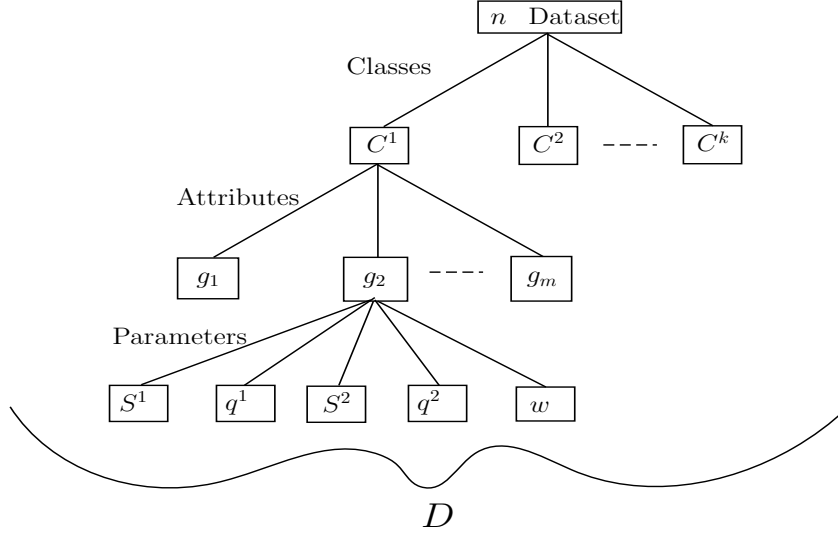 n Dataset
Classes
C^1 C^2 C^k
Attributes
g_1 g_2 g_m
Parameters
S^1 q^1 S^2 q^2 w
D